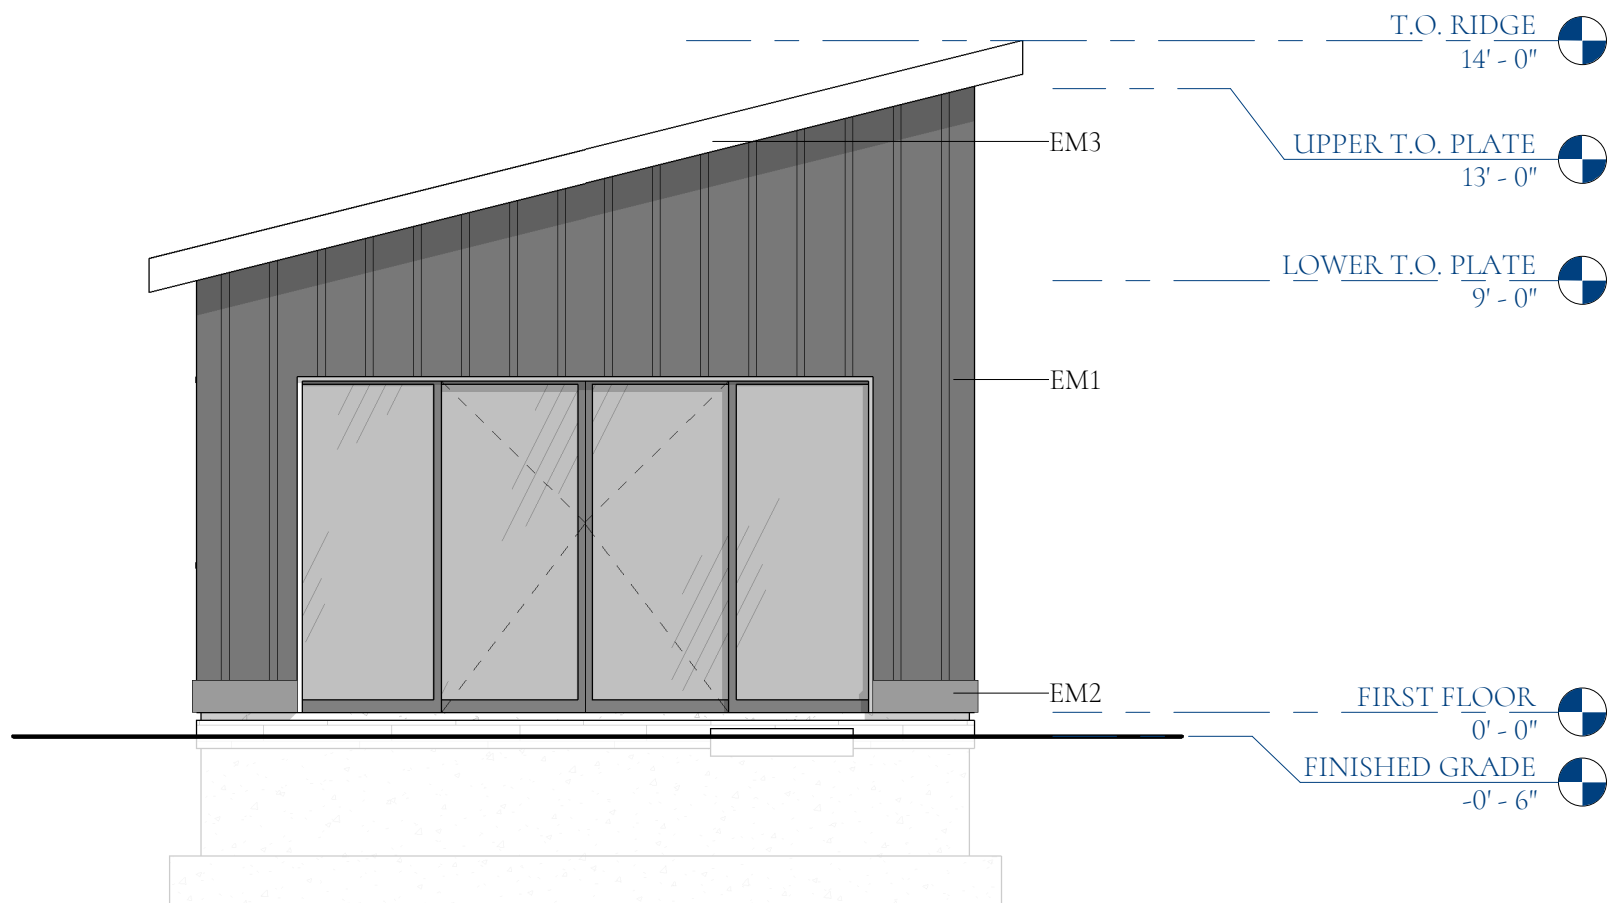 T.O. RIDGE
14' - 0"
EM3
UPPER T.O. PLATE
13' - 0"
LOWER T.O. PLATE
9' - 0"
EM1
EM2
FIRST FLOOR
0' - 0"
FINISHED GRADE
-0' - 6"